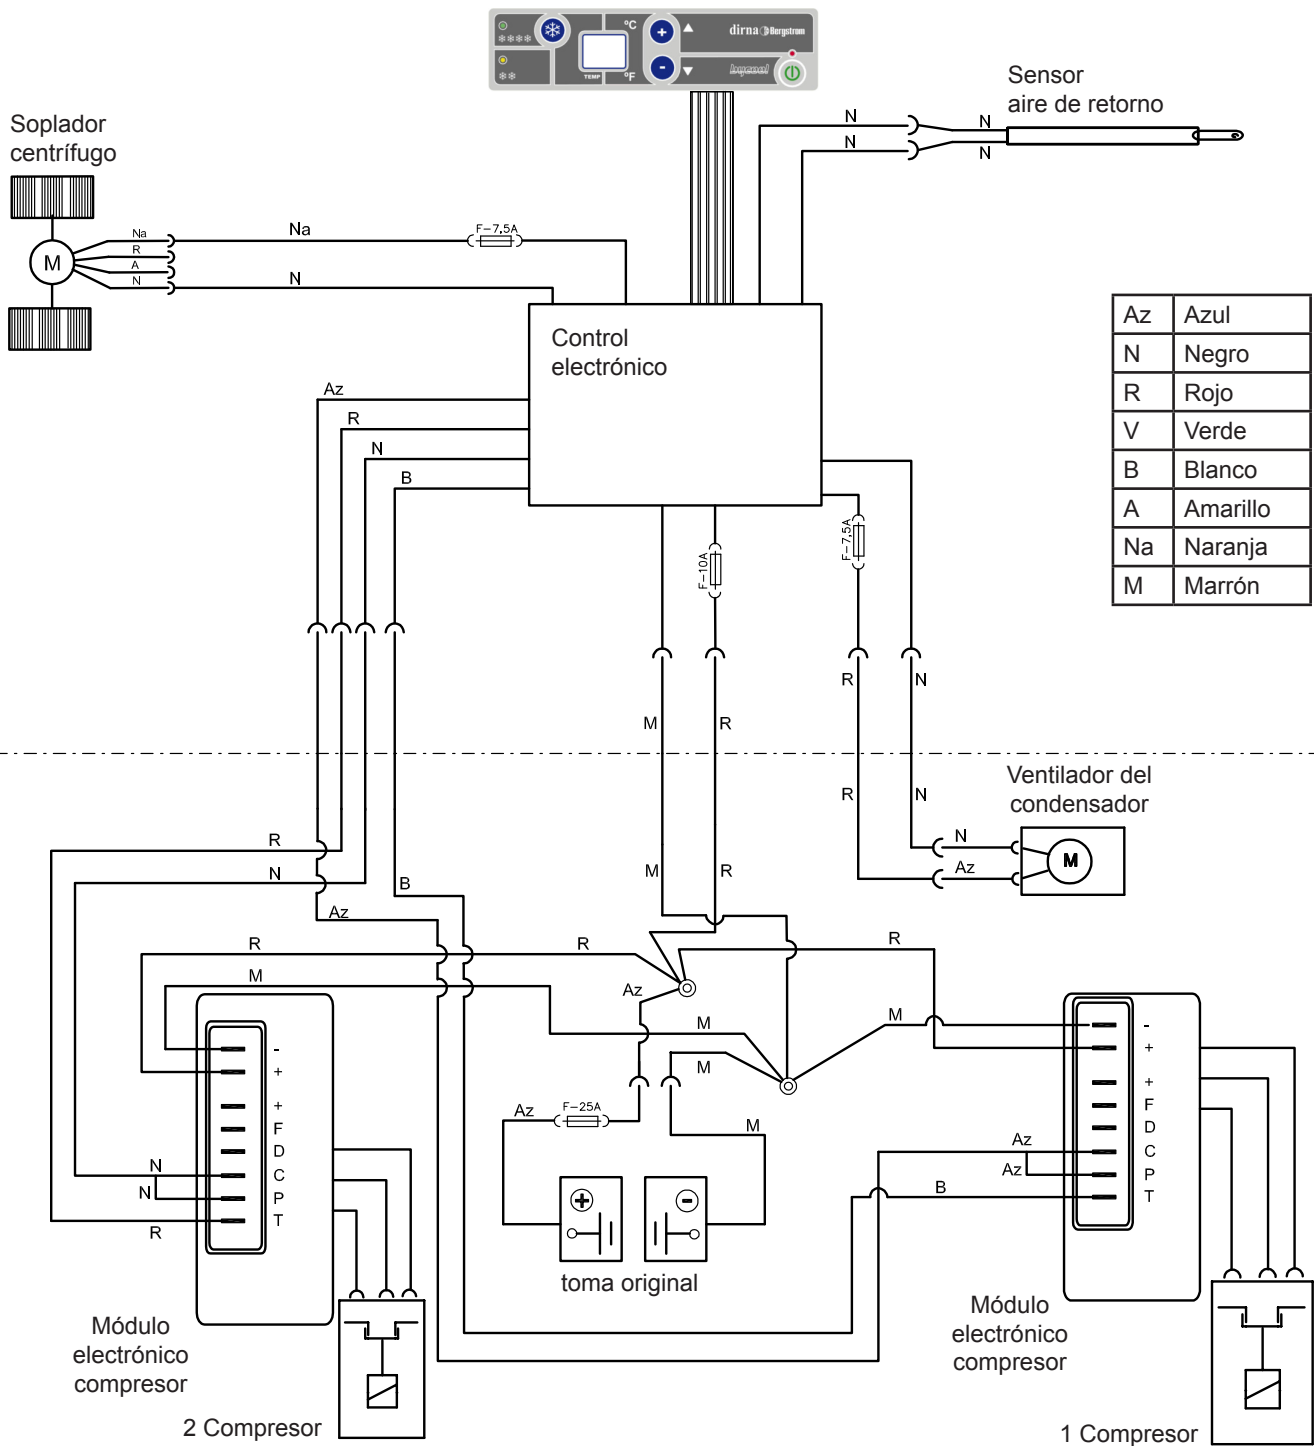 °C
dirna Bergstrom
TEMP
°F
bycool
Sensor
aire de retorno
Soplador
centrífugo
N
N
N
N
Na
R
A
N
M
Na
F-7,5A
N
Control
electrónico
Az Azul
N Negro
R Rojo
V Verde
B Blanco
A Amarillo
Na Naranja
M Marrón
Az
R
N
B
F-10A
F-7,5A
R
N
M
R
Ventilador del
condensador
R
N
R
N
N
Az
M
M
R
B
Az
R
R
R
M
Az
M
M
M
-
+
+
F
D
C
P
T
N
N
R
Az
F-25A
M
+
-
toma original
-
+
+
F
D
C
P
T
Az
Az
B
Módulo
electrónico
compresor
2 Compresor
Módulo
electrónico
compresor
1 Compresor